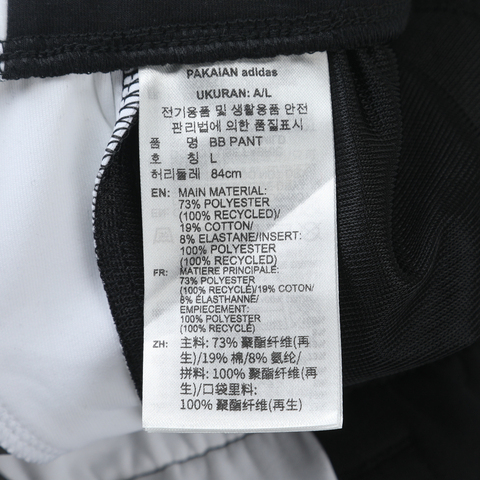 PAKAIAN adidas
UKURAN: A/L
전기용품 및 생활용품 안전
관리법에 의한 품질표시
품 명 BB PANT
호 칭 L
허리둘레 84cm
EN: MAIN MATERIAL:
73% POLYESTER
(100% RECYCLED)/
19% COTTON/
8% ELASTANE/INSERT:
100% POLYESTER
(100% RECYCLED)
FR: MATIERE PRINCIPALE:
73% POLYESTER
(100% RECYCLÉ)/19% COTON/
8% ÉLASTHANNE/
EMPIECEMENT:
100% POLYESTER
(100% RECYCLÉ)
ZH: 主料: 73% 聚酯纤维(再
生)/19% 棉/8% 氨纶/
拼料: 100% 聚酯纤维(再
生)/口袋里料:
100% 聚酯纤维(再生)